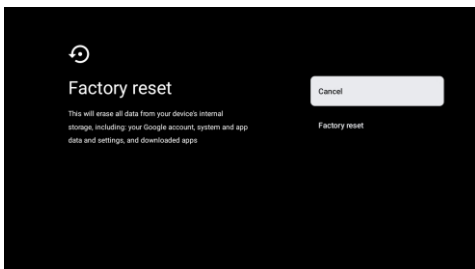 Factory reset
This will erase all data from your device's internal
storage, including: your Google account, system and app
data and settings, and downloaded apps
Cancel
Factory reset